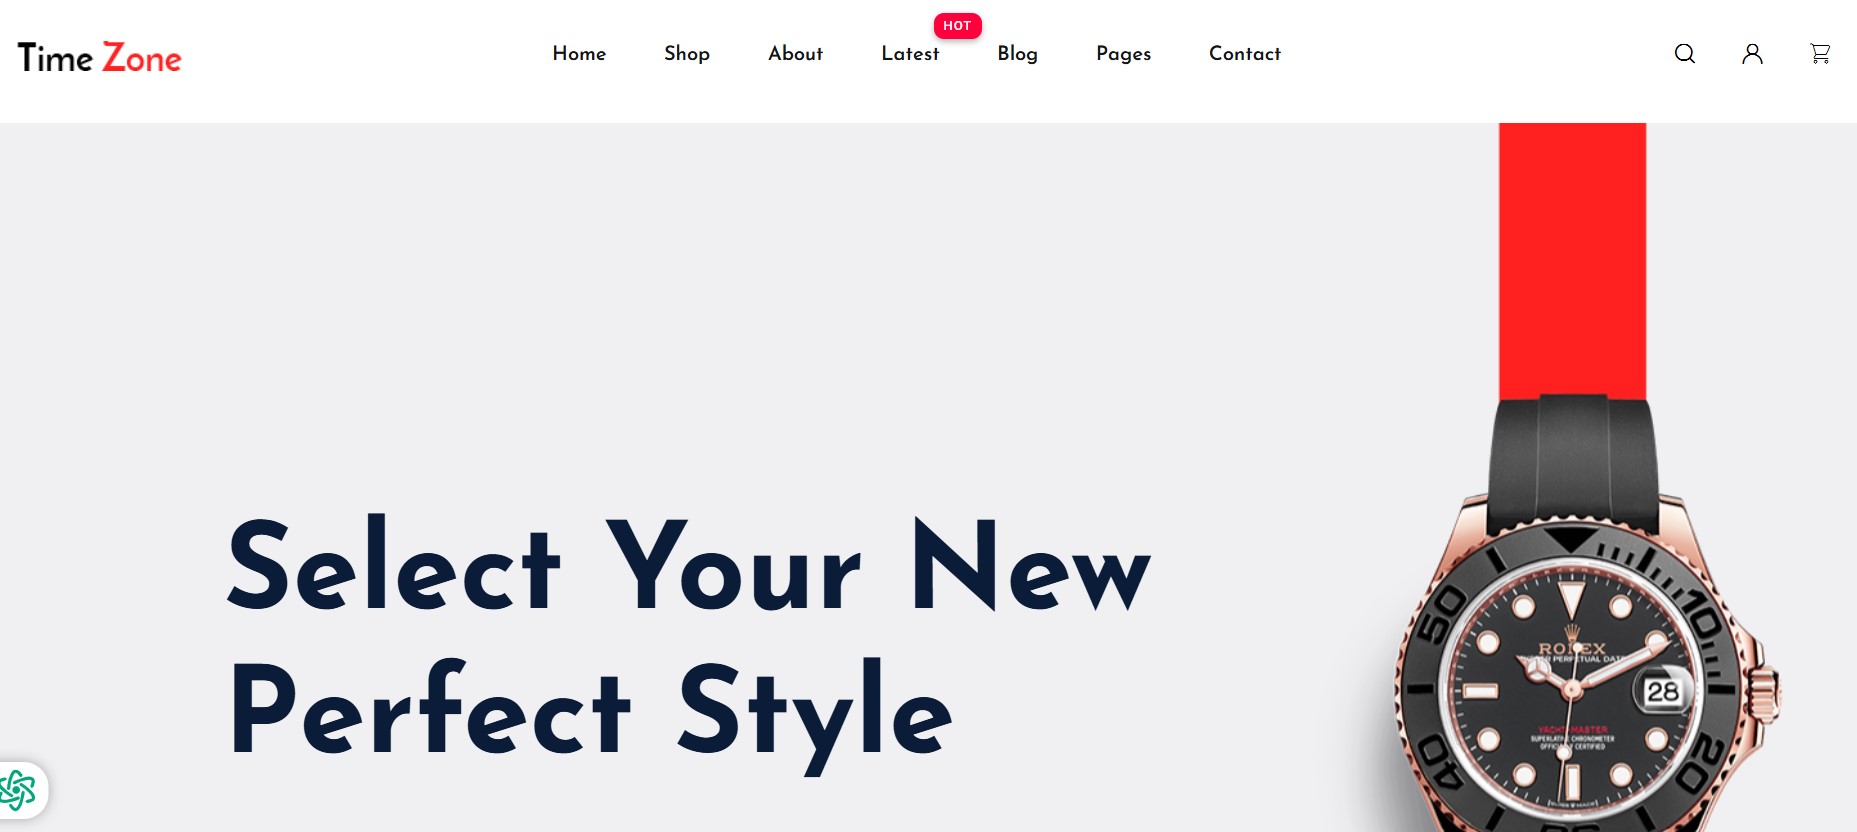 Time Zone
HOT
Home Shop About Latest Blog Pages Contact
Select Your New
Perfect Style
50
10
ROLEX
PERPETUAL DATE
28
YACHT-MASTER
SUPERLATIVE CHRONOMETER
OFFICIALLY CERTIFIED
40
20